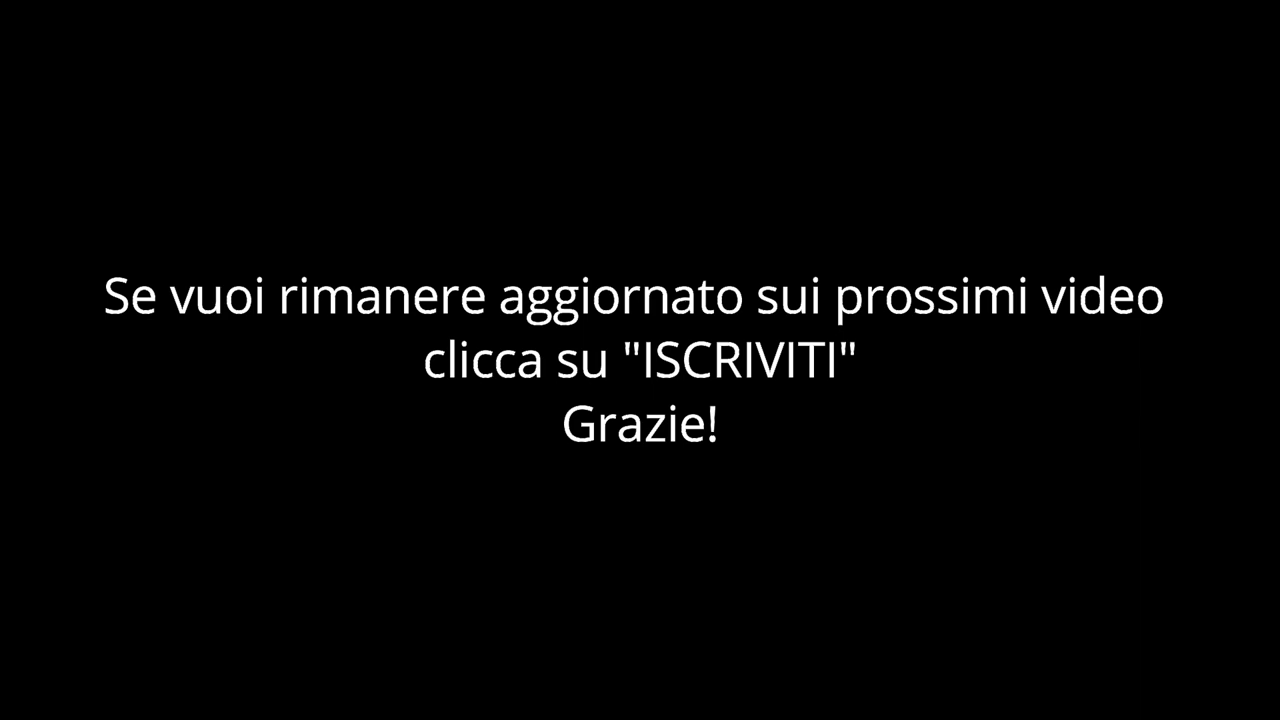 Se vuoi rimanere aggiornato sui prossimi video
clicca su "ISCRIVITI"
Grazie!